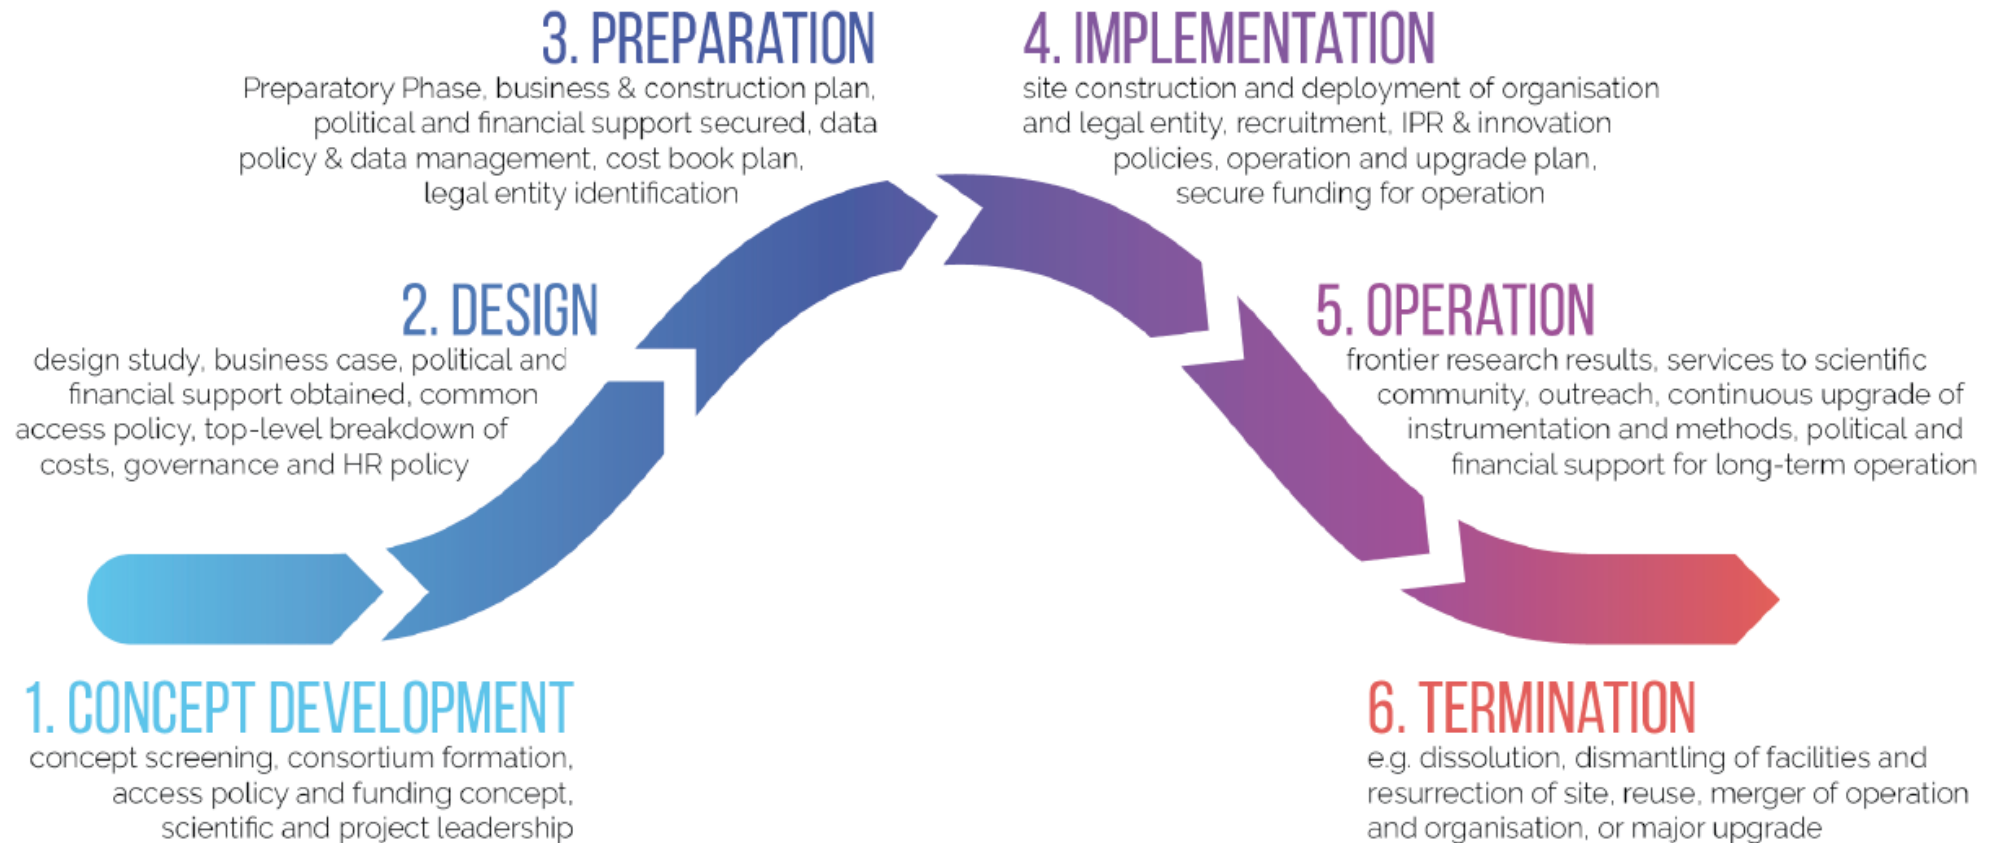 3. PREPARATION
Preparatory Phase, business & construction plan,
political and financial support secured, data
policy & data management, cost book plan,
legal entity identification
4. IMPLEMENTATION
site construction and deployment of organisation
and legal entity, recruitment, IPR & innovation
policies, operation and upgrade plan,
secure funding for operation
2. DESIGN
design study, business case, political and
financial support obtained, common
access policy, top-level breakdown of
costs, governance and HR policy
5. OPERATION
frontier research results, services to scientific
community, outreach, continuous upgrade of
instrumentation and methods, political and
financial support for long-term operation
1. CONCEPT DEVELOPMENT
concept screening, consortium formation,
access policy and funding concept,
scientific and project leadership
6. TERMINATION
e.g. dissolution, dismantling of facilities and
resurrection of site, reuse, merger of operation
and organisation, or major upgrade